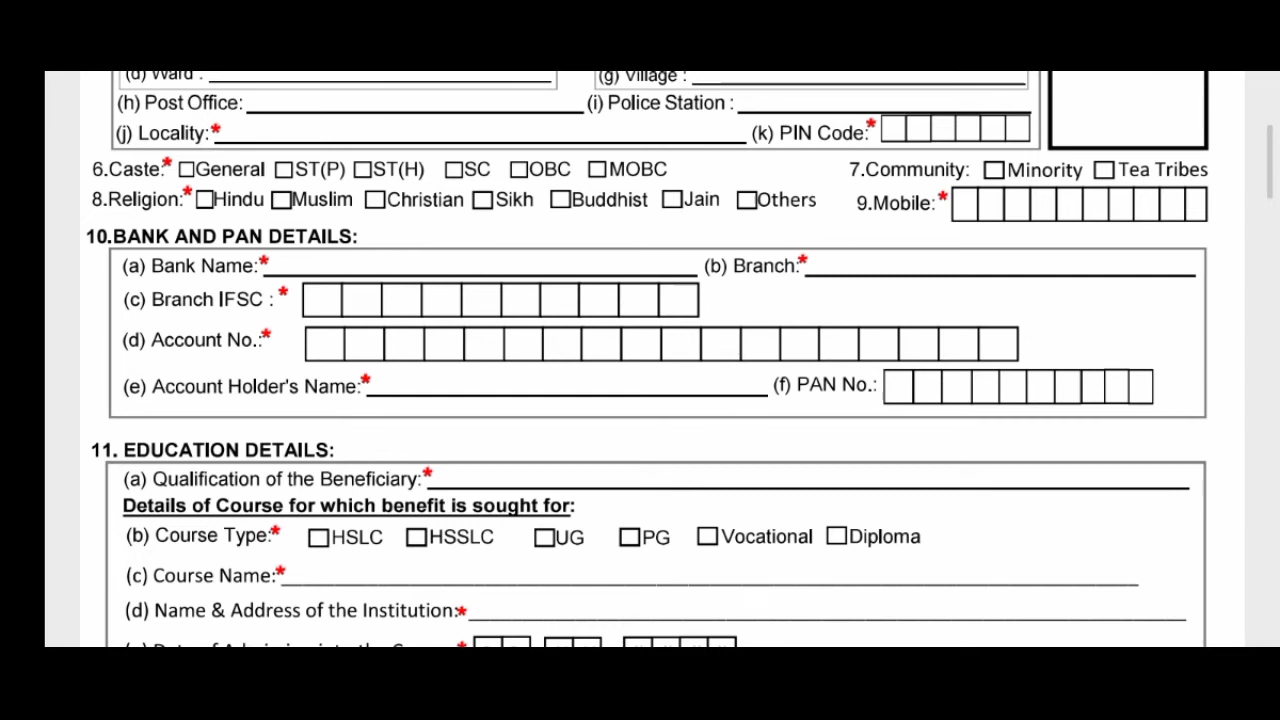 (d) Ward : (g) Village :
(h) Post Office: (i) Police Station :
(j) Locality:* (k) PIN Code:*
6.Caste:* General ST(P) ST(H) SC OBC MOBC 7.Community: Minority Tea Tribes
8.Religion:* Hindu Muslim Christian Sikh Buddhist Jain Others 9.Mobile:*
10.BANK AND PAN DETAILS:
(a) Bank Name:* (b) Branch:*
(c) Branch IFSC : *
(d) Account No.:*
(e) Account Holder's Name:* (f) PAN No.:
11. EDUCATION DETAILS:
(a) Qualification of the Beneficiary:*
Details of Course for which benefit is sought for:
(b) Course Type:* HSLC HSSLC UG PG Vocational Diploma
(c) Course Name:*
(d) Name & Address of the Institution:*